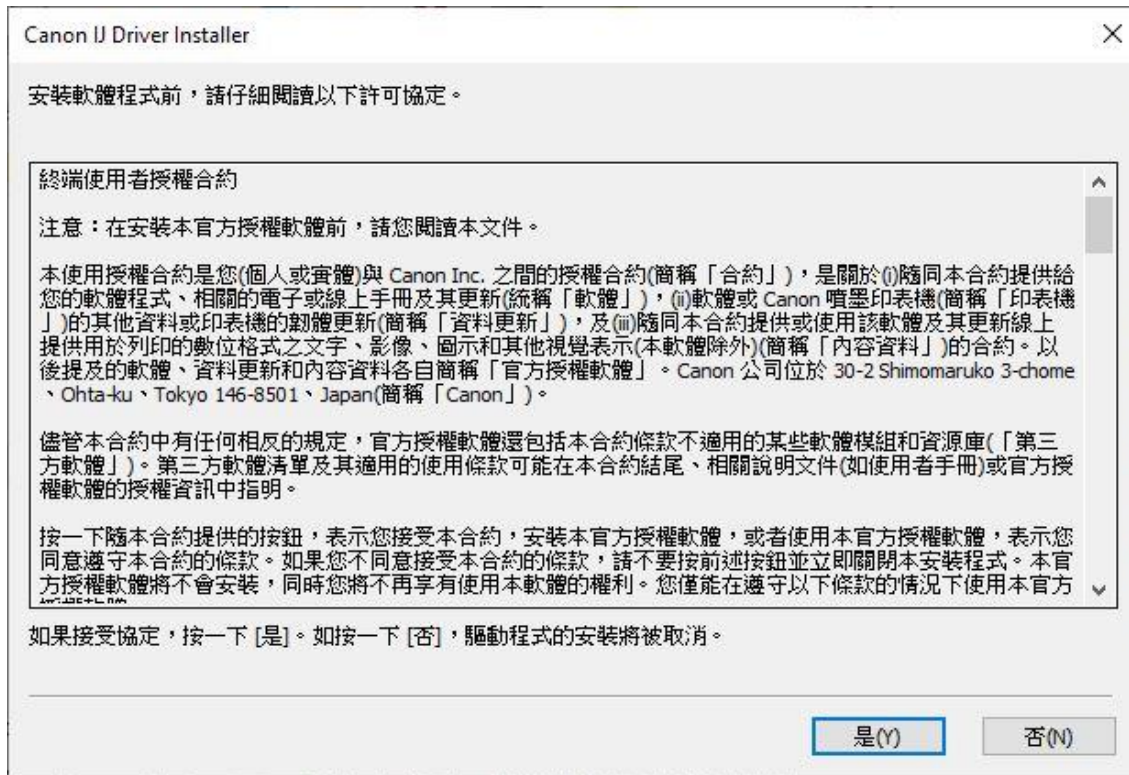 Canon IJ Driver Installer
安裝軟體程式前，請仔細閱讀以下許可協定。
終端使用者授權合約
注意：在安裝本官方授權軟體前，請您閱讀本文件。
本使用授權合約是您(個人或實體)與 Canon Inc. 之間的授權合約(簡稱「合約」)，是關於(i)隨同本合約提供給
您的軟體程式、相關的電子或線上手冊及其更新(統稱「軟體」)，(ii)軟體或 Canon 噴墨印表機(簡稱「印表機
」)的其他資料或印表機的韌體更新(簡稱「資料更新」)，及(iii)隨同本合約提供或使用該軟體及其更新線上
提供用於列印的數位格式之文字、影像、圖示和其他視覺表示(本軟體除外)(簡稱「內容資料」)的合約。以
後提及的軟體、資料更新和內容資料各自簡稱「官方授權軟體」。Canon 公司位於 30-2 Shimomaruko 3-chome
、Ohta-ku、Tokyo 146-8501、Japan(簡稱「Canon」)。
儘管本合約中有任何相反的規定，官方授權軟體還包括本合約條款不適用的某些軟體模組和資源庫(「第三
方軟體」)。第三方軟體清單及其適用的使用條款可能在本合約結尾、相關說明文件(如使用者手冊)或官方授
權軟體的授權資訊中指明。
按一下隨本合約提供的按鈕，表示您接受本合約，安裝本官方授權軟體，或者使用本官方授權軟體，表示您
同意遵守本合約的條款。如果您不同意接受本合約的條款，請不要按前述按鈕並立即關閉本安裝程式。本官
方授權軟體將不會安裝，同時您將不再享有使用本軟體的權利。您僅能在遵守以下條款的情況下使用本官方
如果接受協定，按一下 [是]。如按一下 [否]，驅動程式的安裝將被取消。
是(Y)
否(N)